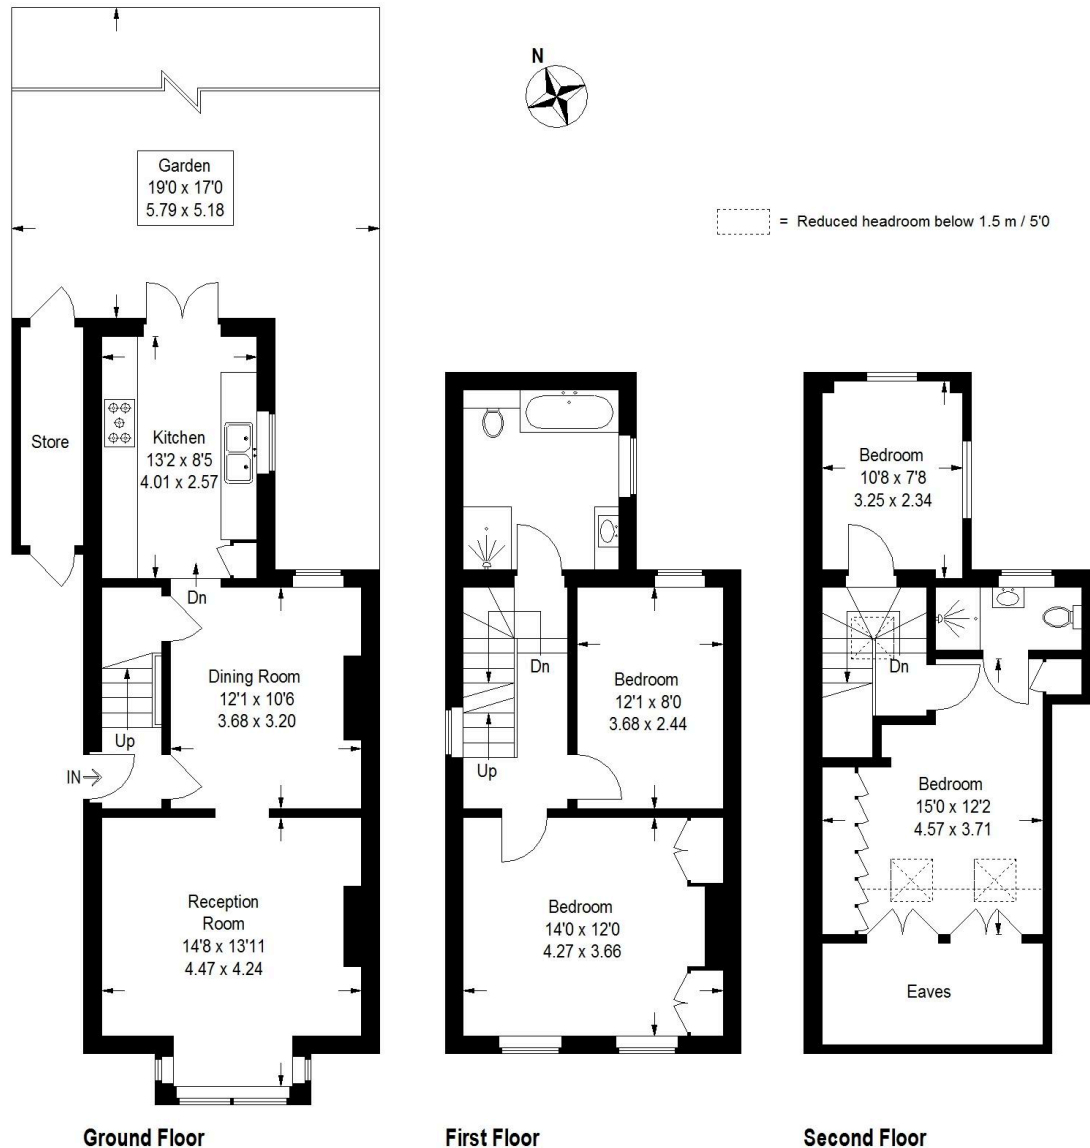 N
Garden
19'0 x 17'0
5.79 x 5.18
= Reduced headroom below 1.5 m / 5'0
Store
Kitchen
13'2 x 8'5
4.01 x 2.57
Dn
Dining Room
12'1 x 10'6
3.68 x 3.20
Up
IN
Reception
Room
14'8 x 13'11
4.47 x 4.24
Ground Floor
Dn
Bedroom
12'1 x 8'0
3.68 x 2.44
Up
Bedroom
14'0 x 12'0
4.27 x 3.66
First Floor
Bedroom
10'8 x 7'8
3.25 x 2.34
Dn
Bedroom
15'0 x 12'2
4.57 x 3.71
Eaves
Second Floor